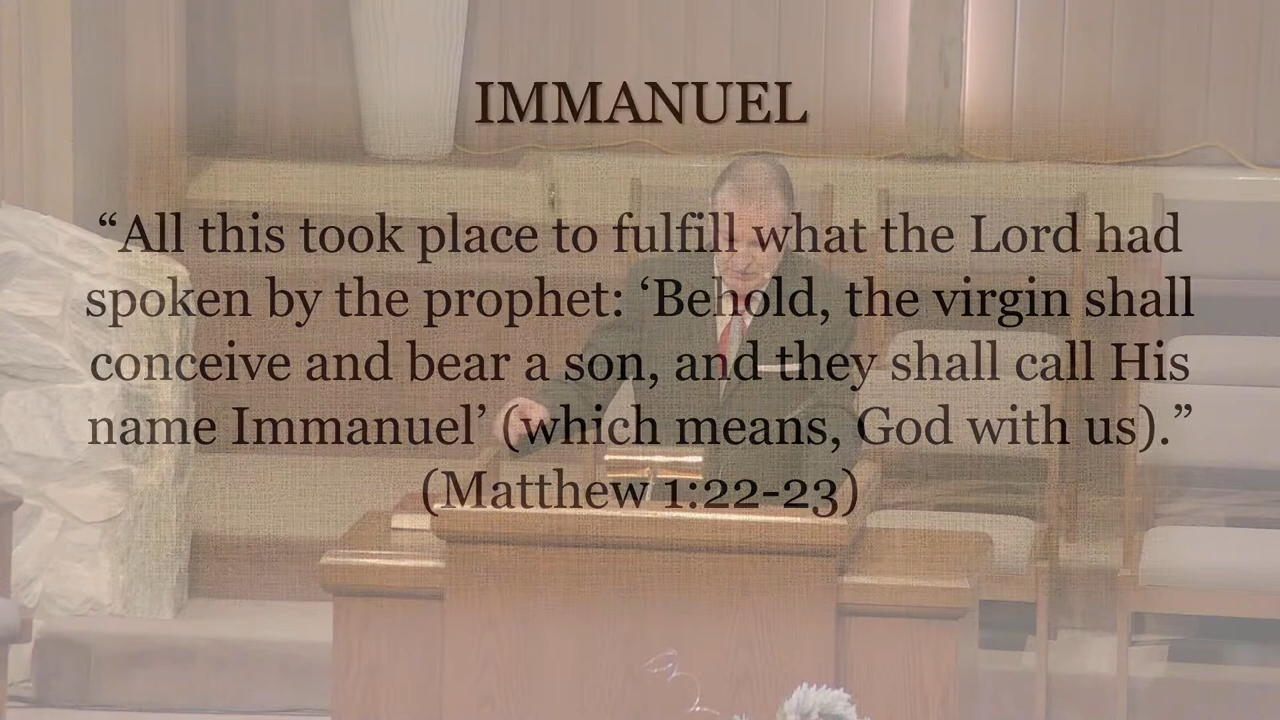 IMMANUEL
“All this took place to fulfill what the Lord had
spoken by the prophet: ‘Behold, the virgin shall
conceive and bear a son, and they shall call His
name Immanuel’ (which means, God with us).”
(Matthew 1:22-23)